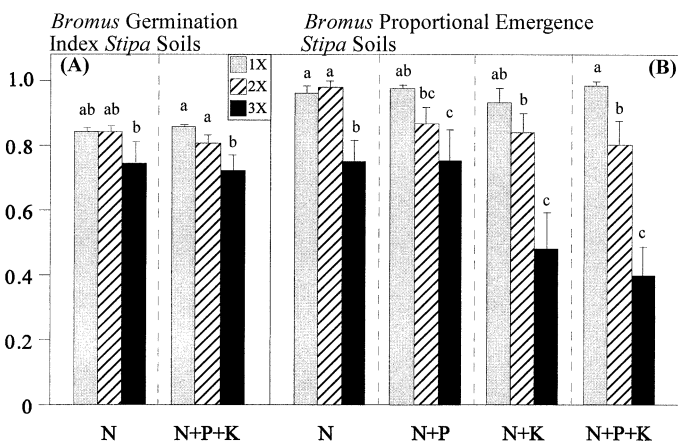 Bromus Germination
Index Stipa Soils
Bromus Proportional Emergence
Stipa Soils
(A)
1X
2X
3X
(B)
1.0
0.8
0.6
0.4
0.2
0
ab ab b
a a b
a a b
ab bc c
ab b c
a b c
N N+P+K N N+P N+K N+P+K